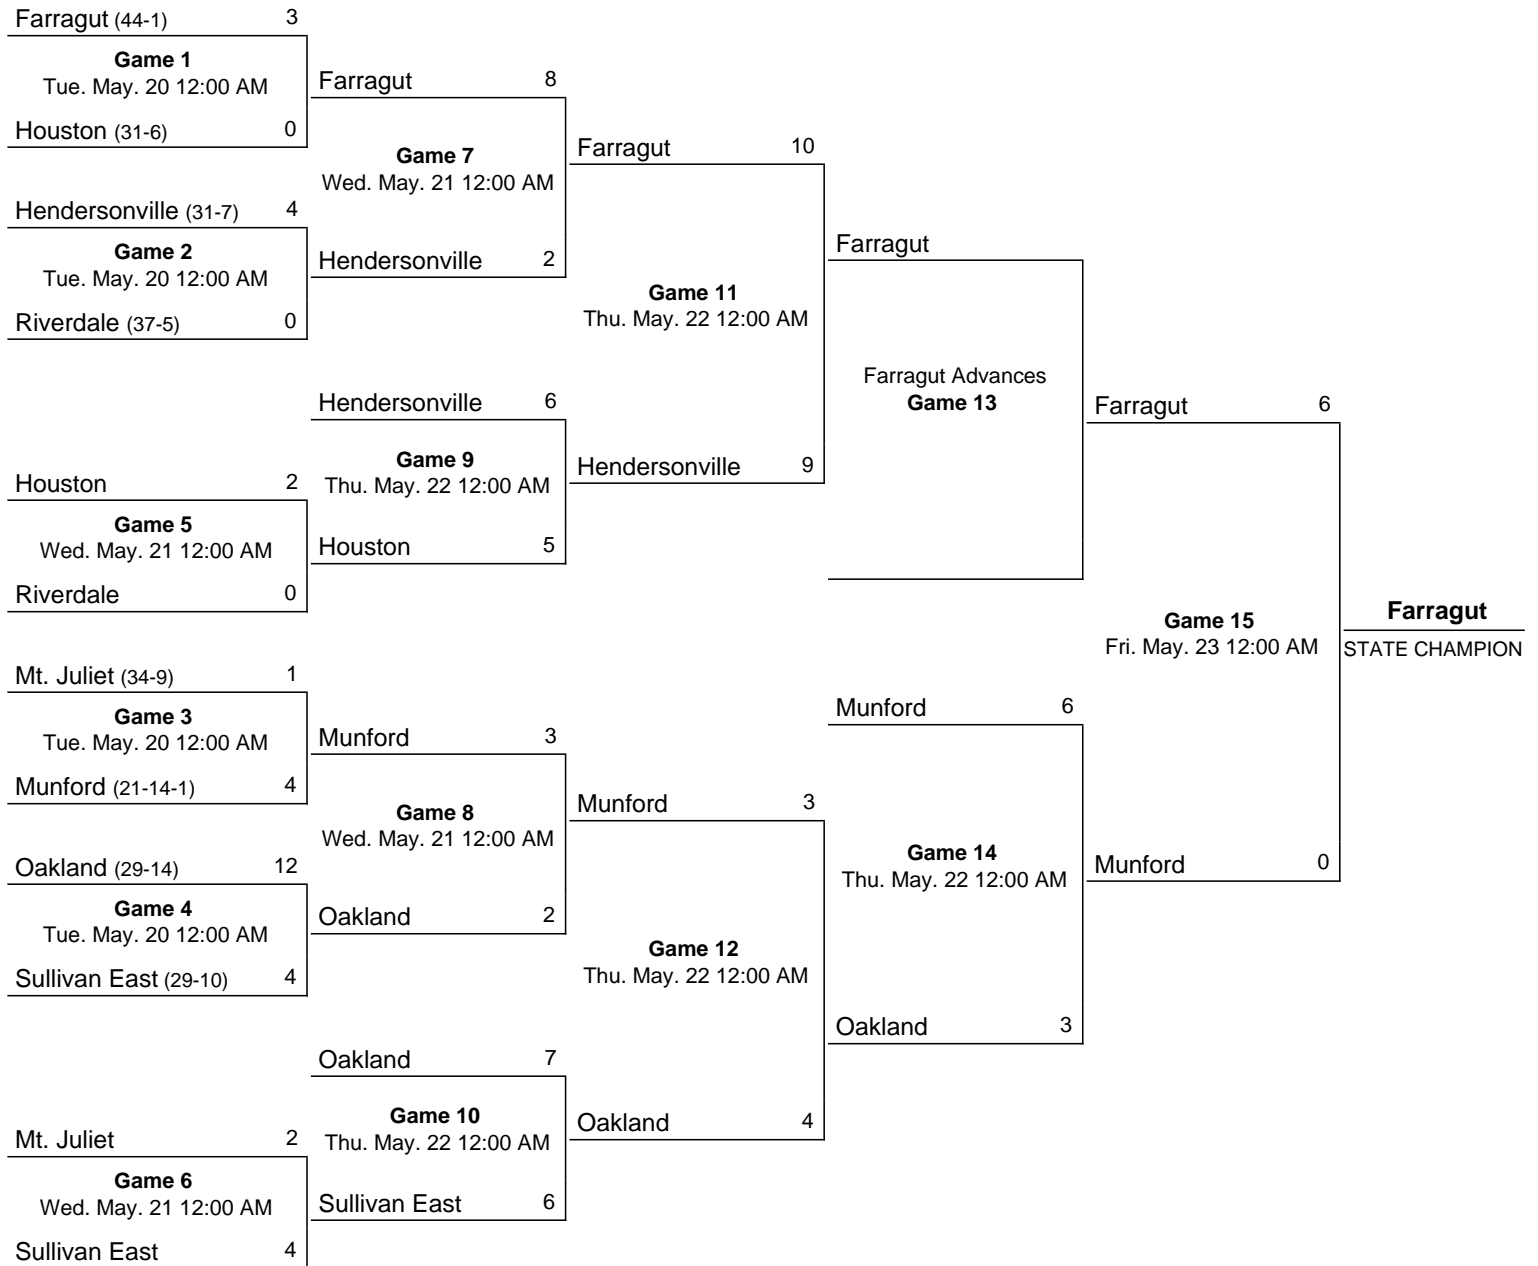 Farragut (44-1) 3
Game 1
Tue. May. 20 12:00 AM
Houston (31-6) 0
Hendersonville (31-7) 4
Game 2
Tue. May. 20 12:00 AM
Riverdale (37-5) 0
Houston 2
Game 5
Wed. May. 21 12:00 AM
Riverdale 0
Mt. Juliet (34-9) 1
Game 3
Tue. May. 20 12:00 AM
Munford (21-14-1) 4
Oakland (29-14) 12
Game 4
Tue. May. 20 12:00 AM
Sullivan East (29-10) 4
Mt. Juliet 2
Game 6
Wed. May. 21 12:00 AM
Sullivan East 4
Farragut 8
Game 7
Wed. May. 21 12:00 AM
Hendersonville 2
Hendersonville 6
Game 9
Thu. May. 22 12:00 AM
Houston 5
Munford 3
Game 8
Wed. May. 21 12:00 AM
Oakland 2
Oakland 7
Game 10
Thu. May. 22 12:00 AM
Sullivan East 6
Farragut 10
Game 11
Thu. May. 22 12:00 AM
Hendersonville 9
Munford 3
Game 12
Thu. May. 22 12:00 AM
Oakland 4
Farragut
Farragut Advances
Game 13
Munford 6
Game 14
Thu. May. 22 12:00 AM
Oakland 3
Farragut 6
Game 15
Fri. May. 23 12:00 AM
Munford 0
Farragut
STATE CHAMPION